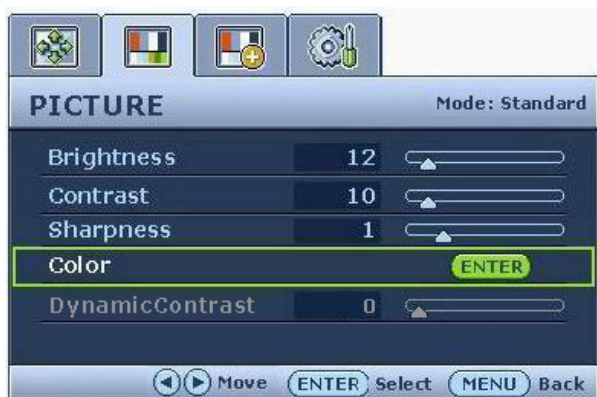 PICTURE Mode: Standard
Brightness 12
Contrast 10
Sharpness 1
Color ENTER
DynamicContrast 0
Move ENTER Select MENU Back